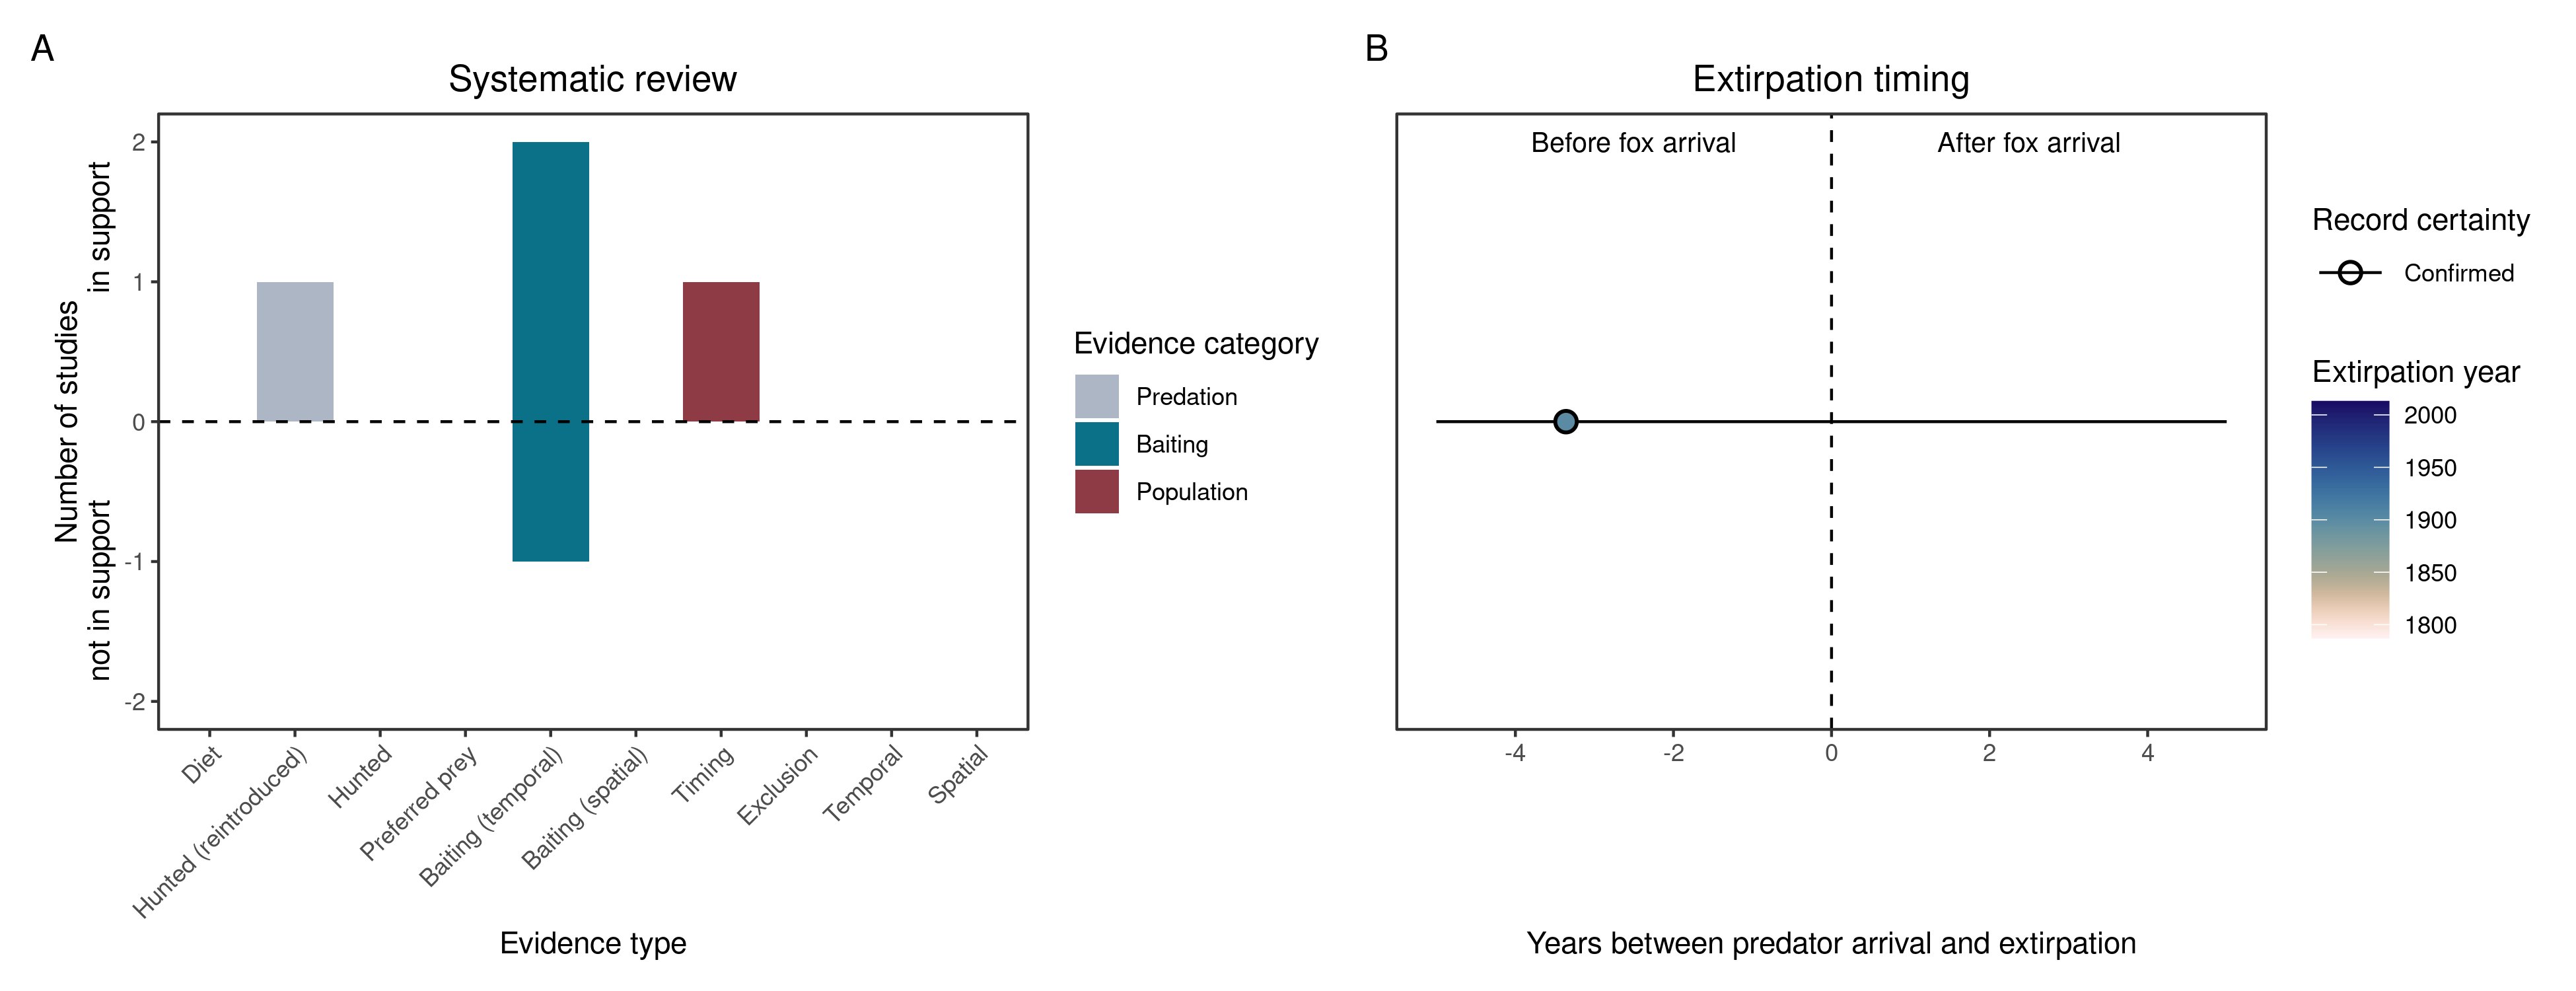 A
Systematic review
Number of studies
in support
not in support
2
1
0
-1
-2
Diet
Hunted (reintroduced)
Hunted
Preferred prey
Baiting (temporal)
Baiting (spatial)
Timing
Exclusion
Temporal
Spatial
Evidence type
Evidence category
Predation
Baiting
Population
B
Extirpation timing
Before fox arrival
After fox arrival
-4
-2
0
2
4
Years between predator arrival and extirpation
Record certainty
Confirmed
Extirpation year
2000
1950
1900
1850
1800